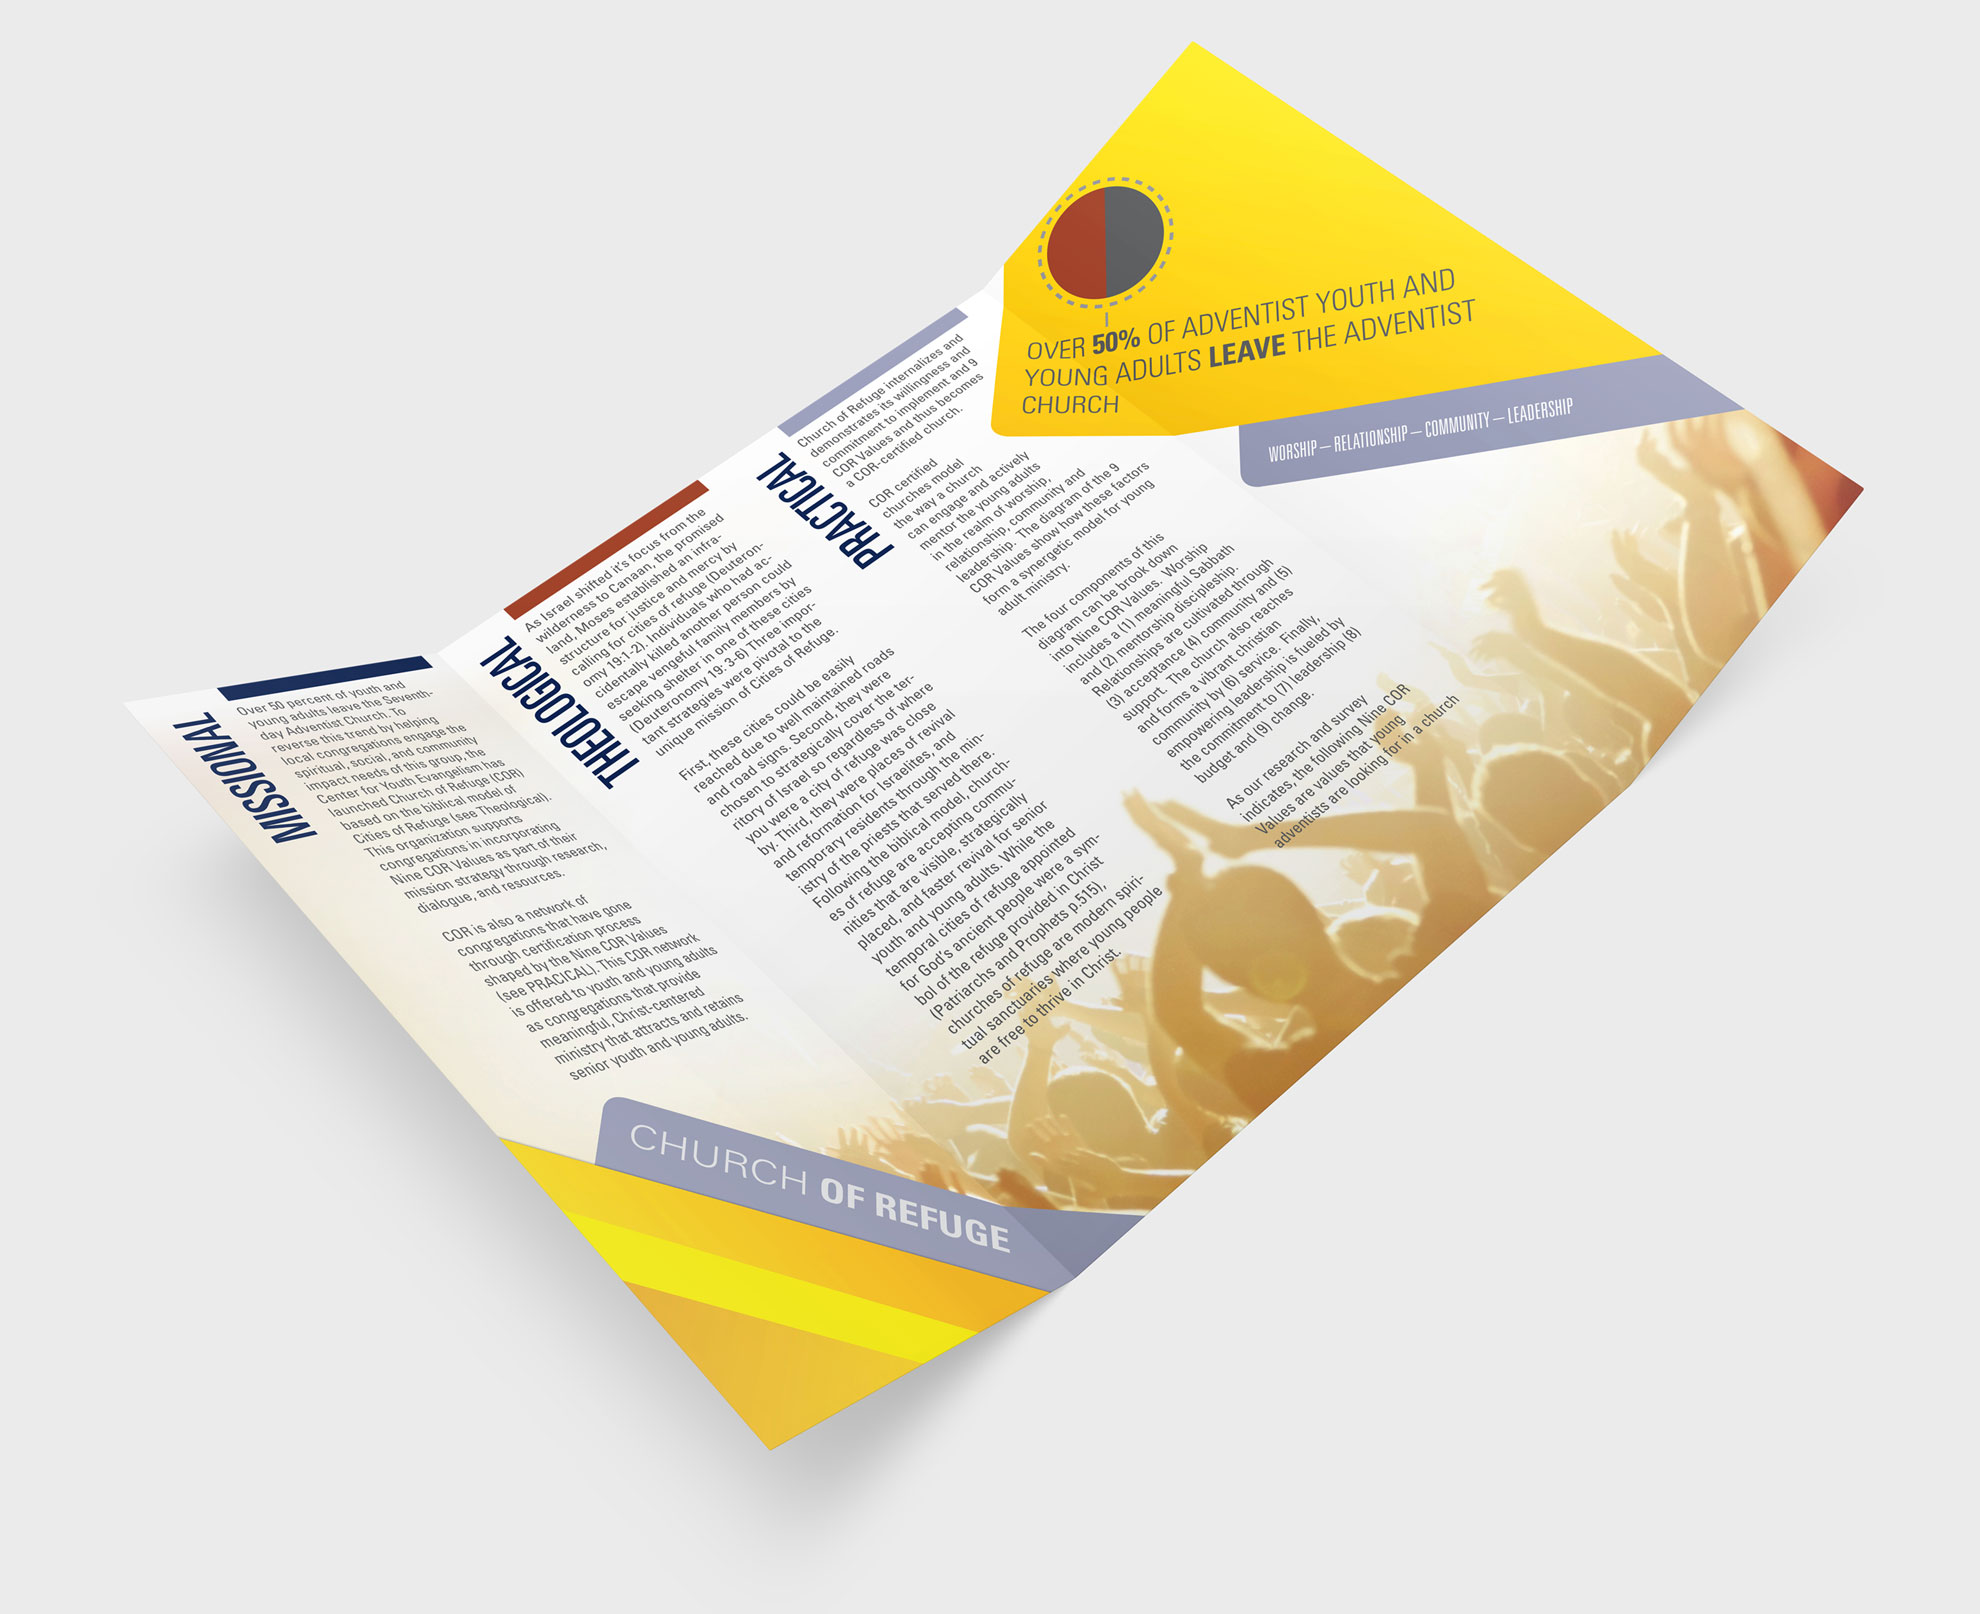 MISSIONAL
Over 50 percent of youth and
young adults leave the Seventh-
day Adventist Church. To
reverse this trend by helping
local congregations engage the
spiritual, social, and community
impact needs of this group, the
Center for Youth Evangelism has
launched Church of Refuge (COR)
based on the biblical model of
Cities of Refuge (see Theological).
This organization supports
congregations in incorporating
Nine COR Values as part of their
mission strategy through research,
dialogue, and resources.
COR is also a network of
congregations that have gone
through certification process
shaped by the Nine COR Values
(see PRACICAL). This COR network
is offered to youth and young adults
as congregations that provide
meaningful, Christ-centered
ministry that attracts and retains
senior youth and young adults.
THEOLOGICAL
As Israel shifted it's focus from the
wilderness to Canaan, the promised
land, Moses established an infra-
structure for justice and mercy by
calling for cities of refuge (Deuteron-
omy 19:1-2). Individuals who had ac-
cidentally killed another person could
escape vengeful family members by
seeking shelter in one of these cities
(Deuteronomy 19: 3-6) Three impor-
tant strategies were pivotal to the
unique mission of Cities of Refuge.
First, these cities could be easily
reached due to well maintained roads
and road signs. Second, they were
chosen to strategically cover the ter-
ritory of Israel so regardless of where
you were a city of refuge was close
by. Third, they were places of revival
and reformation for Israelites, and
temporary residents through the min-
istry of the priests that served there.
Following the biblical model, church-
es of refuge are accepting commu-
nities that are visible, strategically
placed, and faster revival for senior
youth and young adults. While the
temporal cities of refuge appointed
for God's ancient people were a sym-
bol of the refuge provided in Christ
(Patriarchs and Prophets p.515),
churches of refuge are modern spiri-
tual sanctuaries where young people
are free to thrive in Christ.
PRACTICAL
Church of Refuge internalizes and
demonstrates its willingness and
commitment to implement and 9
COR Values and thus becomes
a COR-certified church.
COR certified
churches model
the way a church
can engage and actively
mentor the young adults
in the realm of worship,
relationship, community and
leadership. The diagram of the 9
COR Values show how these factors
form a synergetic model for young
adult ministry.
The four components of this
diagram can be brook down
into Nine COR Values. Worship
includes a (1) meaningful Sabbath
and (2) mentorship discipleship.
Relationships are cultivated through
(3) acceptance (4) community and (5)
support. The church also reaches
and forms a vibrant christian
community by (6) service. Finally,
empowering leadership is fueled by
the commitment to (7) leadership (8)
budget and (9) change.
As our research and survey
indicates, the following Nine COR
Values are values that young
adventists are looking for in a church
OVER 50% OF ADVENTIST YOUTH AND
YOUNG ADULTS LEAVE THE ADVENTIST
CHURCH
WORSHIP – RELATIONSHIP – COMMUNITY – LEADERSHIP
CHURCH OF REFUGE